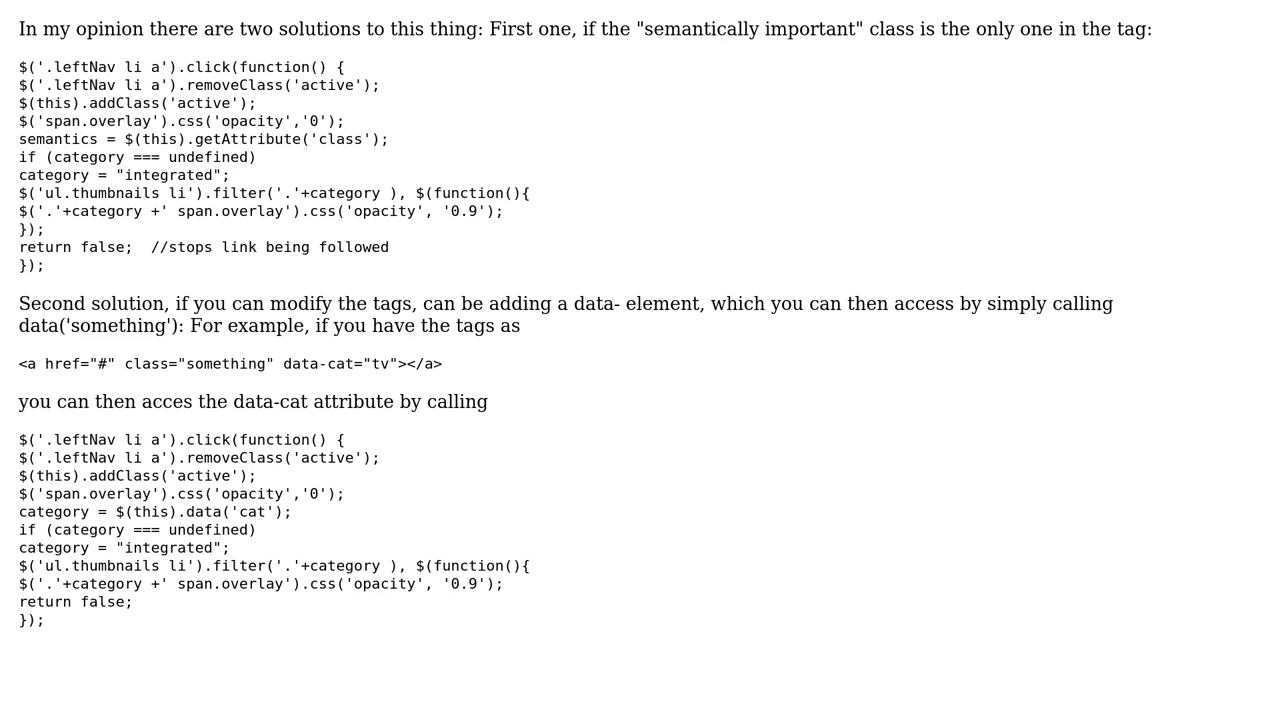 In my opinion there are two solutions to this thing: First one, if the "semantically important" class is the only one in the tag:
$('.leftNav li a').click(function() {
$('.leftNav li a').removeClass('active');
$(this).addClass('active');
$('span.overlay').css('opacity','0');
semantics = $(this).getAttribute('class');
if (category === undefined)
category = "integrated";
$('ul.thumbnails li').filter('.'+category ), $(function(){
$('.'+category +' span.overlay').css('opacity', '0.9');
});
return false;  //stops link being followed
});
Second solution, if you can modify the tags, can be adding a data- element, which you can then access by simply calling
data('something'): For example, if you have the tags as
<a href="#" class="something" data-cat="tv"></a>
you can then acces the data-cat attribute by calling
$('.leftNav li a').click(function() {
$('.leftNav li a').removeClass('active');
$(this).addClass('active');
$('span.overlay').css('opacity','0');
category = $(this).data('cat');
if (category === undefined)
category = "integrated";
$('ul.thumbnails li').filter('.'+category ), $(function(){
$('.'+category +' span.overlay').css('opacity', '0.9');
return false;
});